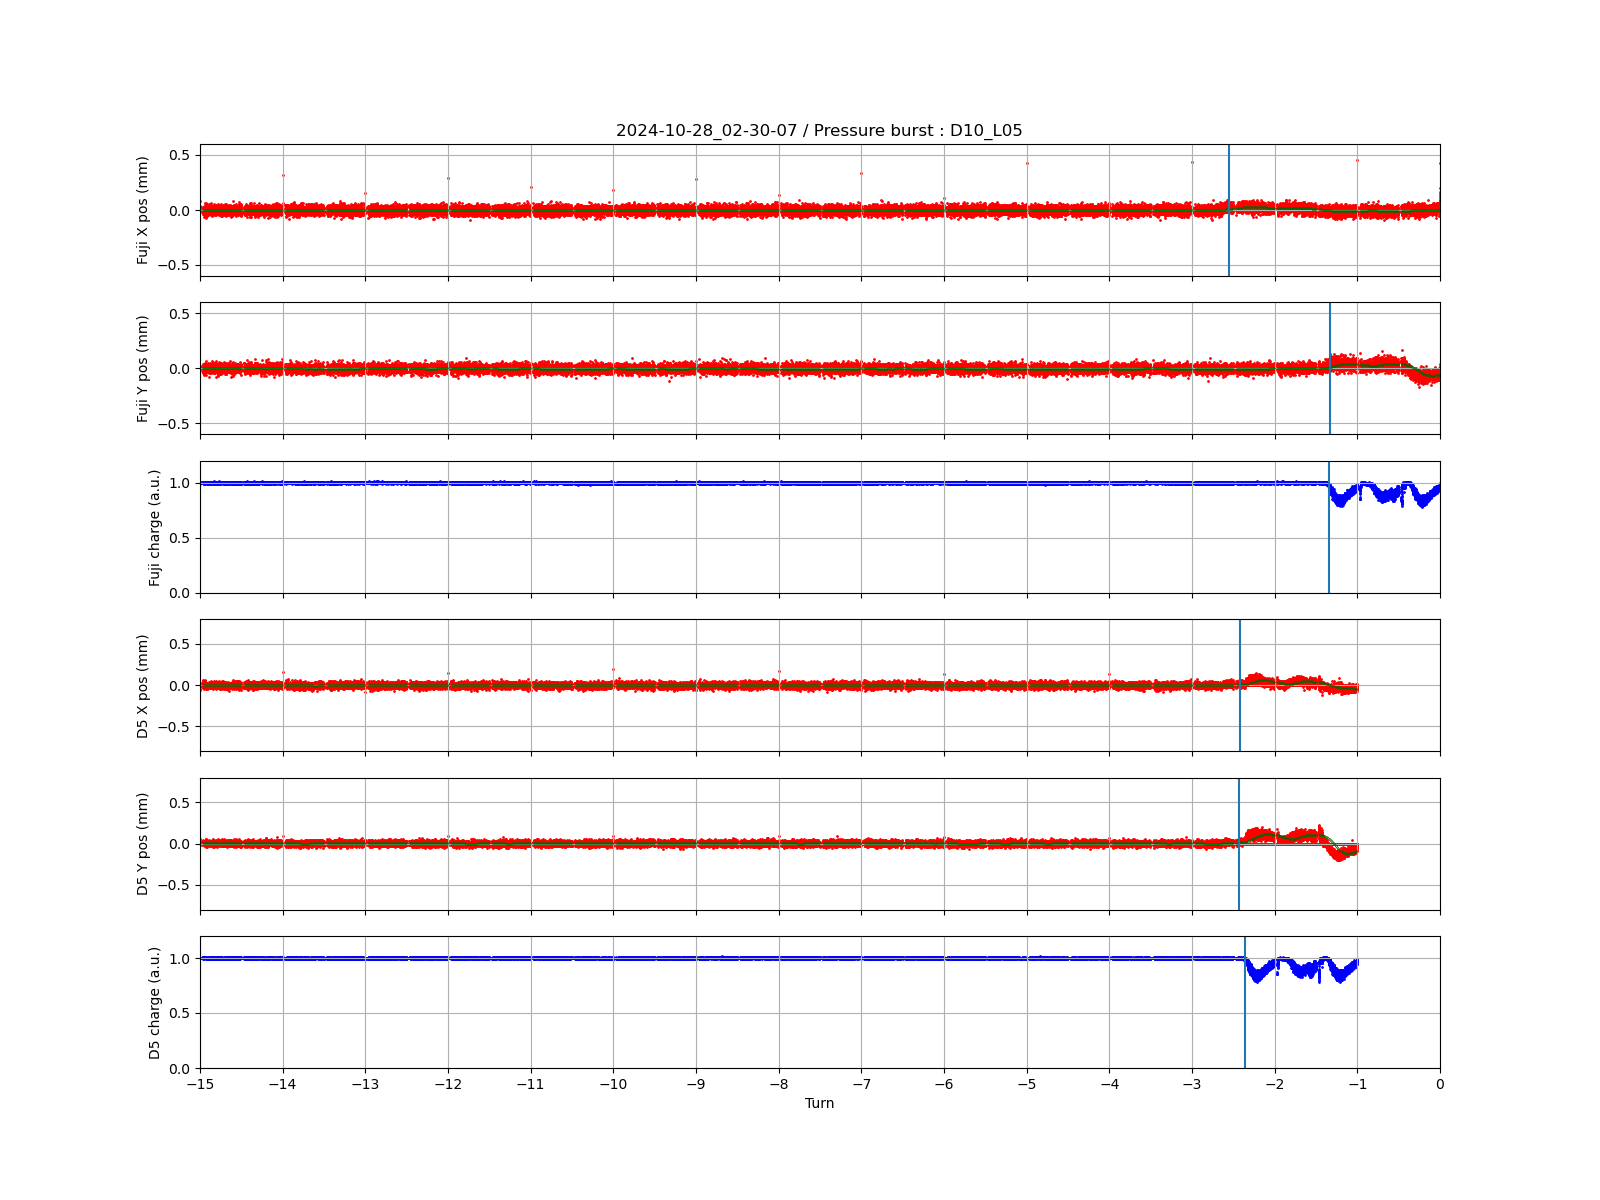 2024-10-28_02-30-07 / Pressure burst : D10_L05
Fuji X pos (mm)
0.5
0.0
−0.5
Fuji Y pos (mm)
0.5
0.0
−0.5
Fuji charge (a.u.)
1.0
0.5
0.0
D5 X pos (mm)
0.5
0.0
−0.5
D5 Y pos (mm)
0.5
0.0
−0.5
D5 charge (a.u.)
1.0
0.5
0.0
−15 −14 −13 −12 −11 −10 −9 −8 −7 −6 −5 −4 −3 −2 −1 0
Turn